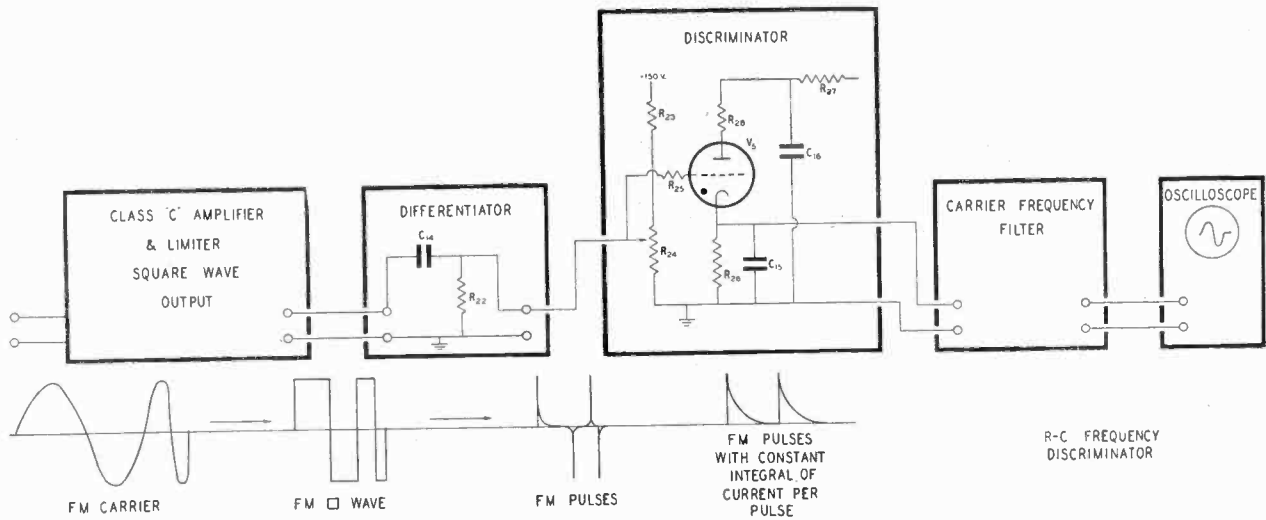 DISCRIMINATOR
+150 V.
R23
R28
R27
V5
C16
R25
R24
R26
C15
CLASS "C" AMPLIFIER
& LIMITER
SQUARE WAVE
OUTPUT
DIFFERENTIATOR
C14
R22
CARRIER FREQUENCY
FILTER
OSCILLOSCOPE
FM CARRIER
FM □ WAVE
FM PULSES
FM PULSES
WITH CONSTANT
INTEGRAL OF
CURRENT PER
PULSE
R-C FREQUENCY
DISCRIMINATOR